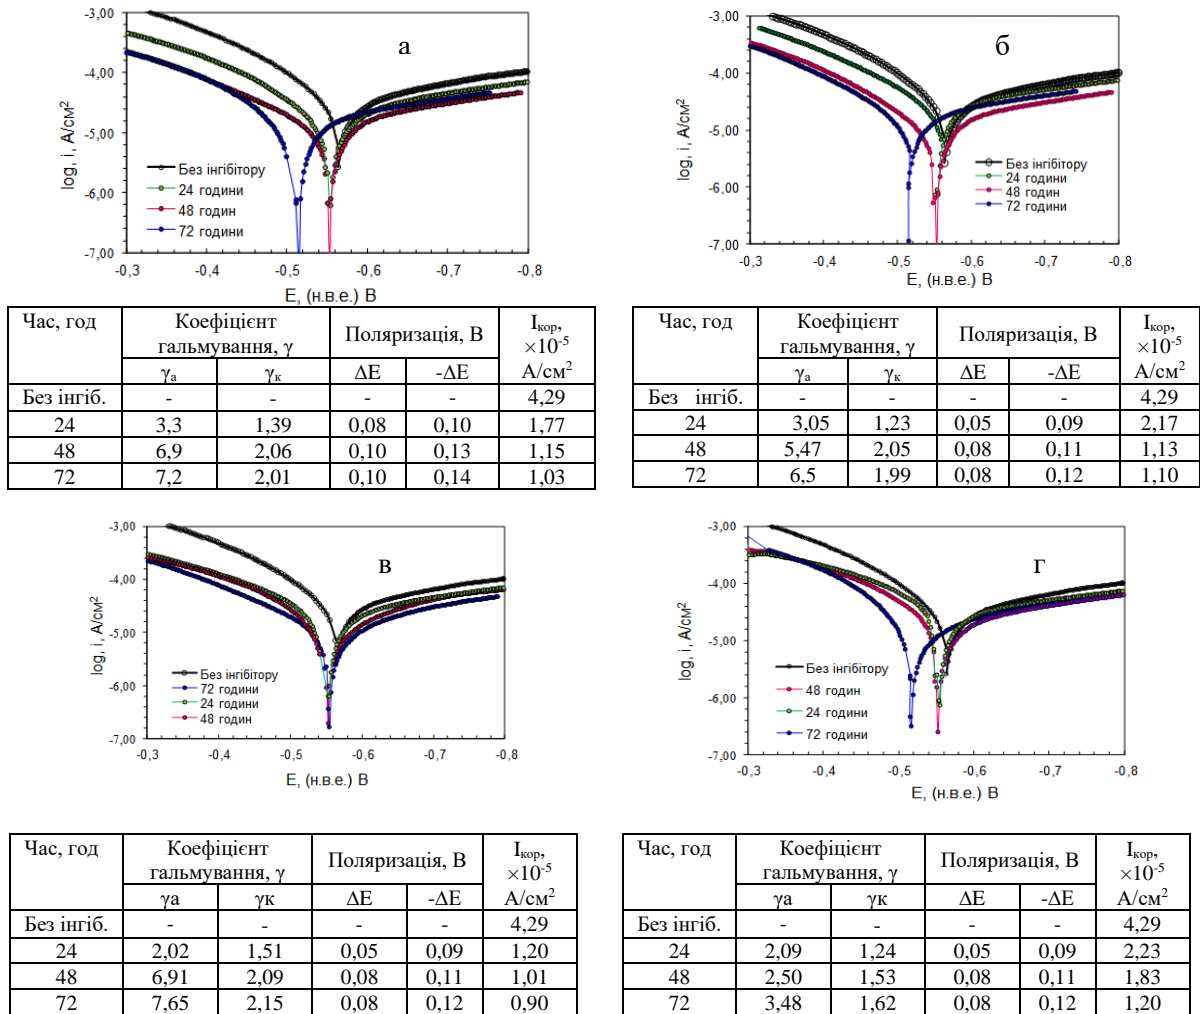 -3,00
-4,00
-5,00
-6,00
-7,00
log, i, А/см²
а
Без інгібітору
24 години
48 годин
72 години
-0,3 -0,4 -0,5 -0,6 -0,7 -0,8
Е, (н.в.е.) В
Час, год Коефіцієнт гальмування, γ Поляризація, В Iкор, ×10-5 А/см2
γа γк ΔE -ΔE
Без інгіб. - - - - 4,29
24 3,3 1,39 0,08 0,10 1,77
48 6,9 2,06 0,10 0,13 1,15
72 7,2 2,01 0,10 0,14 1,03
-3,00
-4,00
-5,00
-6,00
-7,00
log, i, А/см²
б
Без інгібітору
24 години
48 годин
72 години
-0,3 -0,4 -0,5 -0,6 -0,7 -0,8
Е, (н.в.е.) В
Час, год Коефіцієнт гальмування, γ Поляризація, В Iкор, ×10-5 А/см2
γа γк ΔE -ΔE
Без інгіб. - - - - 4,29
24 3,05 1,23 0,05 0,09 2,17
48 5,47 2,05 0,08 0,11 1,13
72 6,5 1,99 0,08 0,12 1,10
-3,00
-4,00
-5,00
-6,00
-7,00
log, i, А/см²
в
Без інгібітору
72 години
24 години
48 годин
-0,3 -0,4 -0,5 -0,6 -0,7 -0,8
Е, (н.в.е.) В
Час, год Коефіцієнт гальмування, γ Поляризація, В Iкор, ×10-5 А/см2
γа γк ΔE -ΔE
Без інгіб. - - - - 4,29
24 2,02 1,51 0,05 0,09 1,20
48 6,91 2,09 0,08 0,11 1,01
72 7,65 2,15 0,08 0,12 0,90
-3,00
-4,00
-5,00
-6,00
-7,00
log, i, А/см²
г
Без інгібітору
48 годин
24 години
72 години
-0,3 -0,4 -0,5 -0,6 -0,7 -0,8
Е, (н.в.е.) В
Час, год Коефіцієнт гальмування, γ Поляризація, В Iкор, ×10-5 А/см2
γа γк ΔE -ΔE
Без інгіб. - - - - 4,29
24 2,09 1,24 0,05 0,09 2,23
48 2,50 1,53 0,08 0,11 1,83
72 3,48 1,62 0,08 0,12 1,20